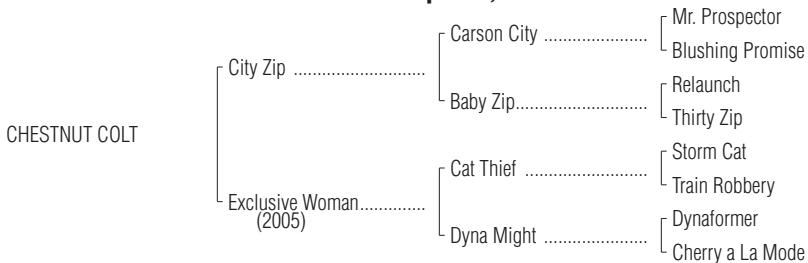 Mr. Prospector
Carson City ........................
Blushing Promise
City Zip ............................
Relaunch
Baby Zip............................
Thirty Zip
CHESTNUT COLT
Storm Cat
Cat Thief ..........................
Train Robbery
Exclusive Woman..............
(2005)
Dynaformer
Dyna Might ......................
Cherry a La Mode